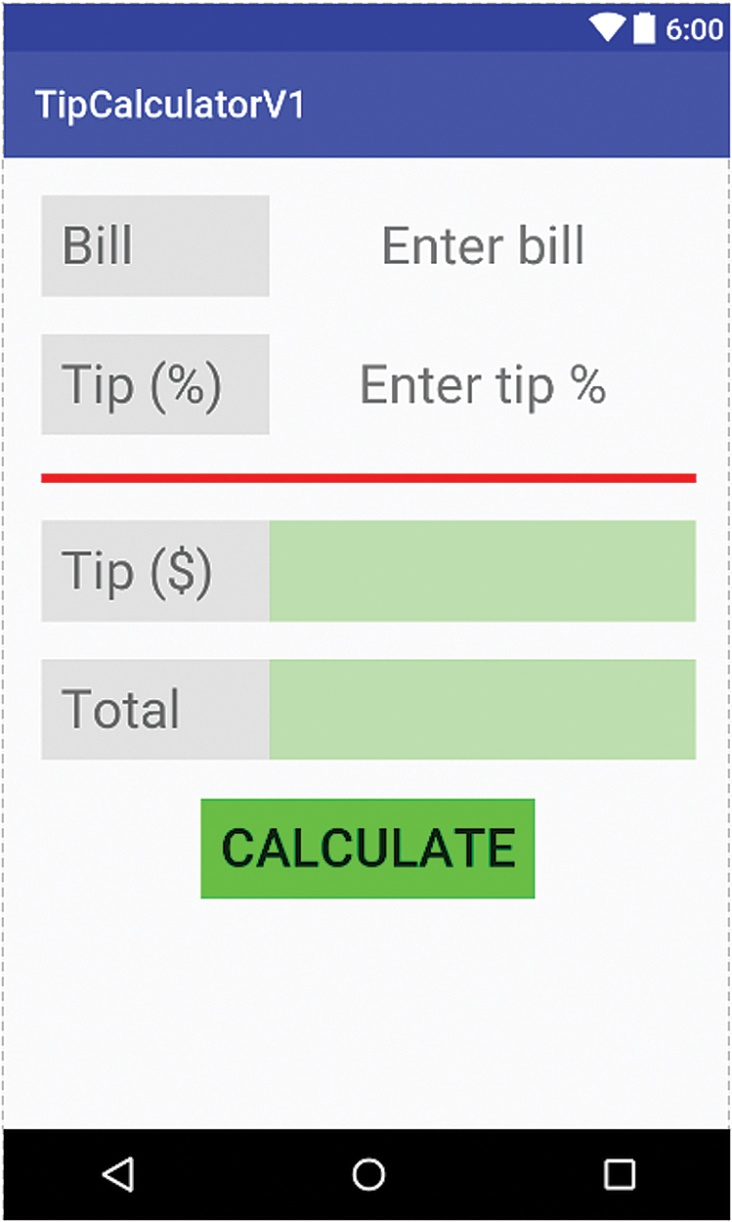 6:00
TipCalculatorV1
Bill Enter bill
Tip (%) Enter tip %
Tip ($)
Total
CALCULATE